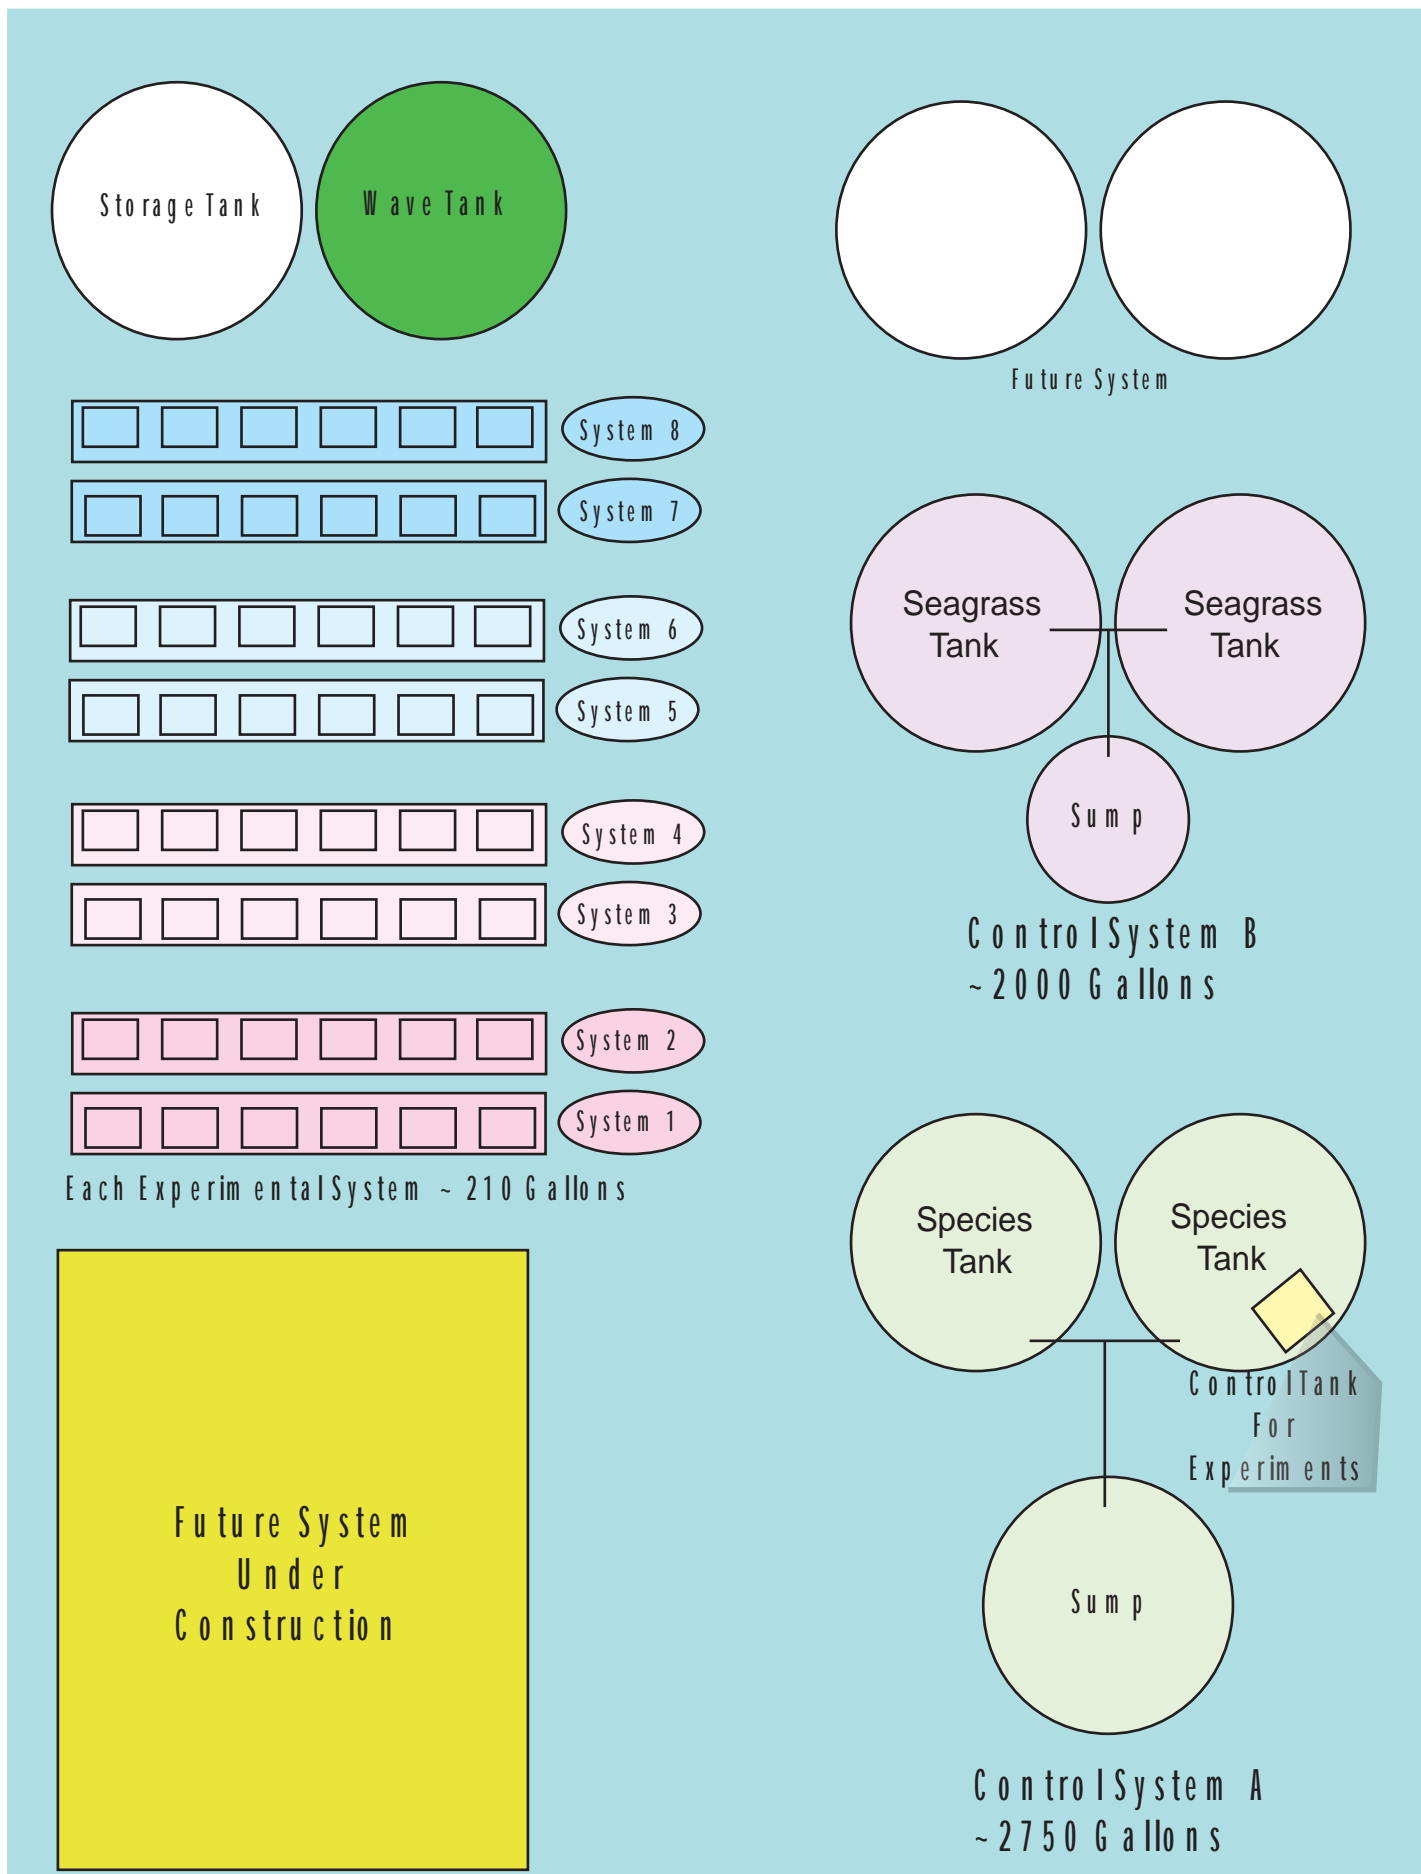 Storage Tank
Wave Tank
Future System
System 8
System 7
System 6
System 5
System 4
System 3
System 2
System 1
Each Experimental System ~ 210 Gallons
Future System
Under
Construction
Seagrass
Tank
Seagrass
Tank
Sump
Control System B
~2000 Gallons
Species
Tank
Species
Tank
Control Tank
For
Experiments
Sump
Control System A
~2750 Gallons